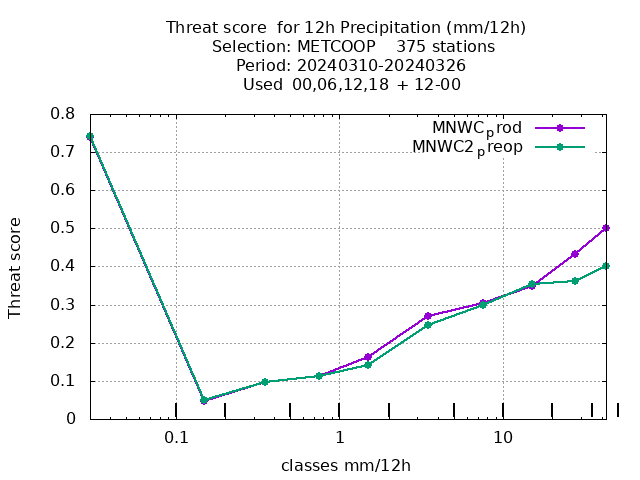 Threat score  for 12h Precipitation (mm/12h)
Selection: METCOOP    375 stations
Period: 20240310-20240326
Used  00,06,12,18  + 12-00
MNWCprod
MNWC2preop
0.8
0.7
0.6
0.5
0.4
0.3
0.2
0.1
0
Threat score
0.1
1
10
classes mm/12h